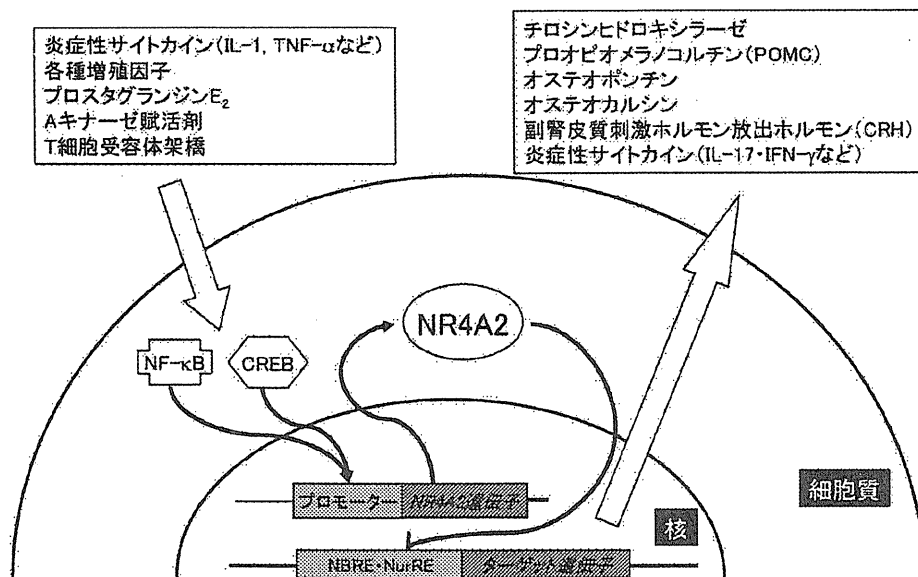 炎症性サイトカイン(IL-1, TNF-αなど)
各種増殖因子
プロスタグランジンE₂
Aキナーゼ賦活剤
T細胞受容体架橋
チロシンヒドロキシラーゼ
プロオピオメラノコルチン(POMC)
オステオポンチン
オステオカルシン
副腎皮質刺激ホルモン放出ホルモン(CRH)
炎症性サイトカイン(IL-17・IFN-γなど)
NR4A2
NF-κB
CREB
プロモーター
NR4A2遺伝子
細胞質
核
NBRE・NurRE
ターゲット遺伝子